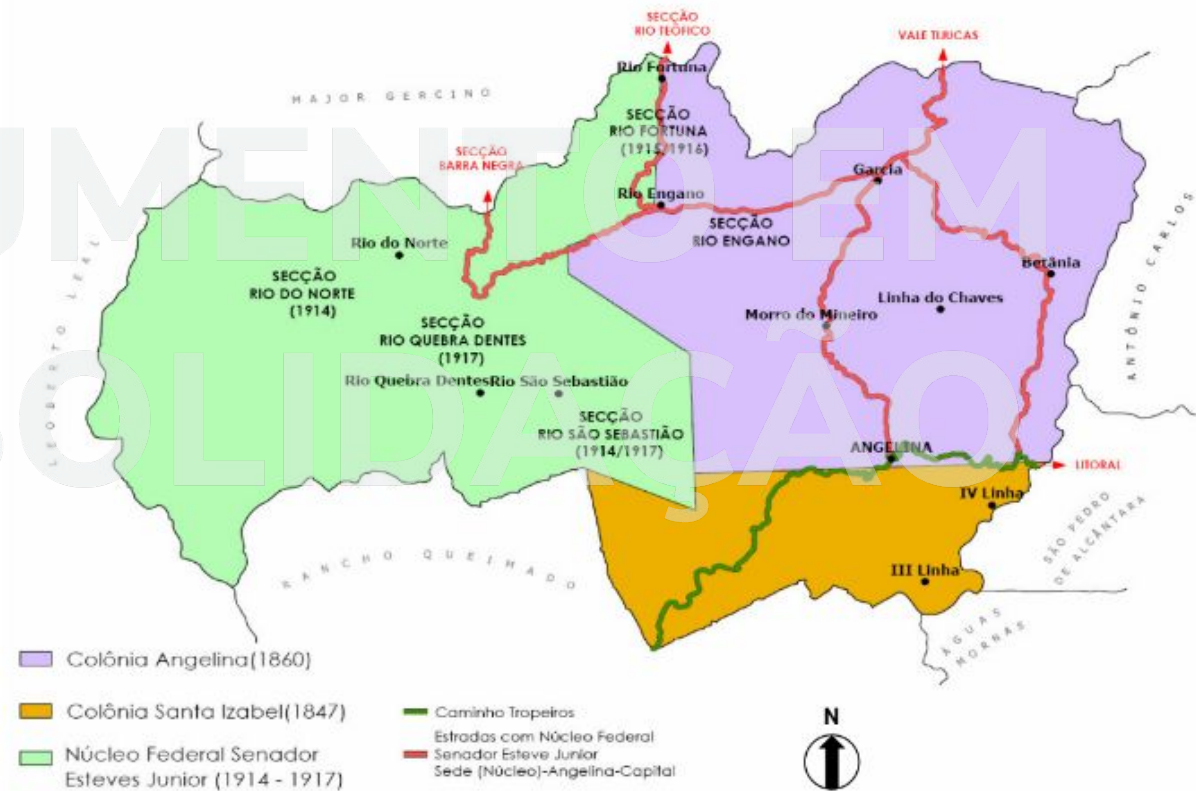 SECÇÃO
RIO TEÓFICO
VALE TIJUCAS
Rio Fortuna
MAJOR GERCINO
SECÇÃO
RIO FORTUNA
(1915/1916)
UMENTO EM
SECÇÃO
BARRA NEGRA
Garcia
Rio Engano
SECÇÃO
RIO ENGANO
ANTÔNIO CARLOS
LEOBERTO LEAL
Rio do Norte
Betânia
SECÇÃO
RIO DO NORTE
(1914)
Linha do Chaves
Morro do Mineiro
SECÇÃO
RIO QUEBRA DENTES
(1917)
Rio Quebra Dentes
Rio São Sebastião
SECÇÃO
RIO SÃO SEBASTIÃO
(1914/1917)
SOLIDAÇÃO
ANGELINA
LITORAL
IV Linha
SÃO PEDRO
DE ALCÂNTARA
RANCHO QUEIMADO
III Linha
ÁGUAS
MORNAS
Colônia Angelina(1860)
Colônia Santa Izabel(1847)
Núcleo Federal Senador
Esteves Junior (1914 - 1917)
Caminho Tropeiros
Estradas com Núcleo Federal
Senador Esteve Junior
Sede (Núcleo)-Angelina-Capital
N